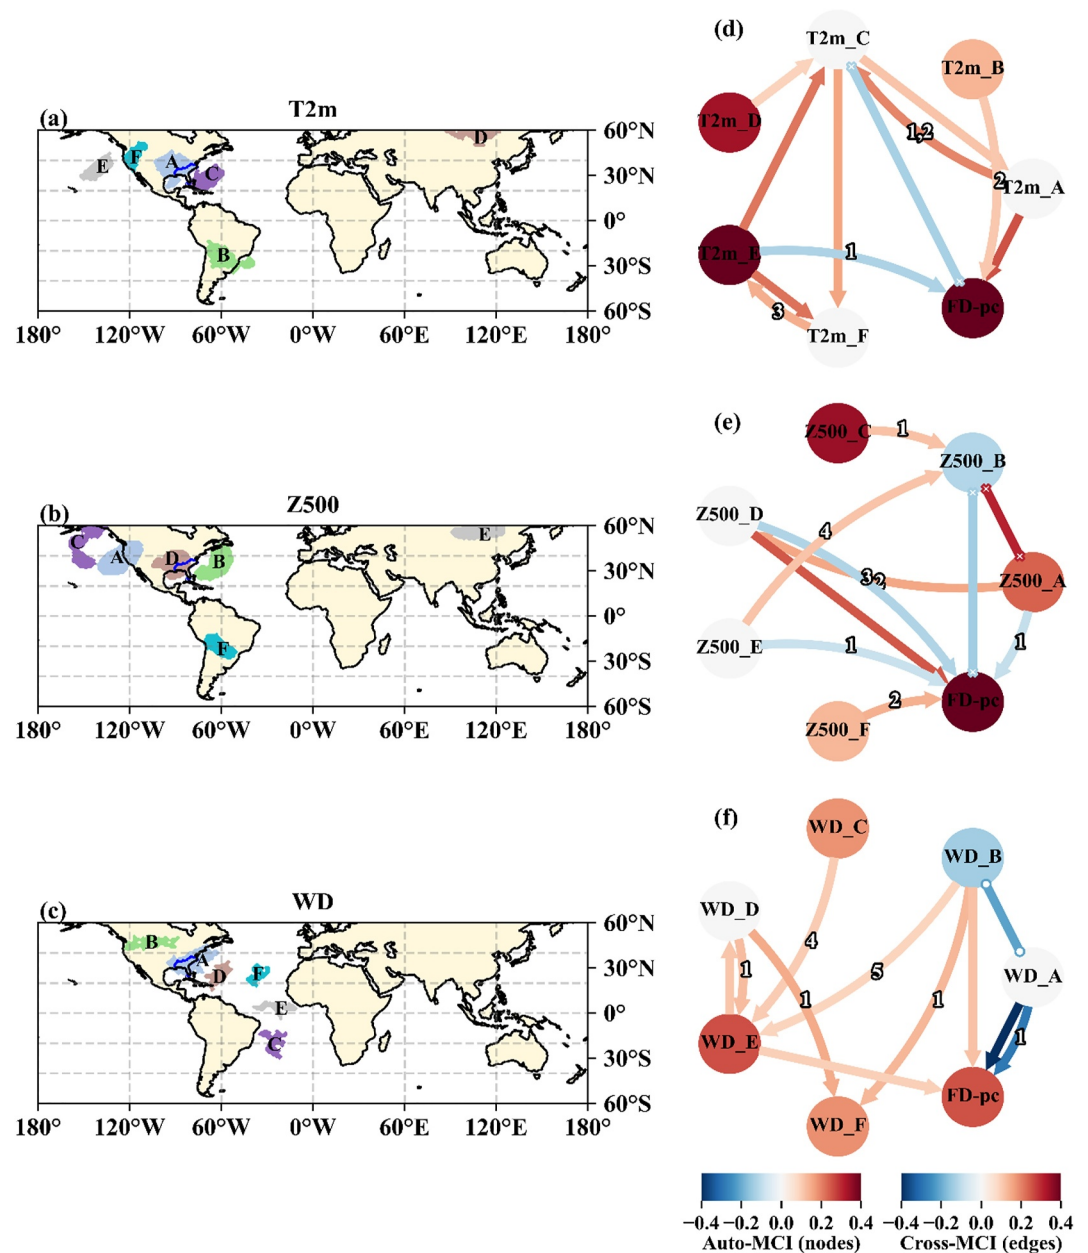 (a) T2m
F
A
C
E
B
D
60°N
30°N
0°
30°S
60°S
180° 120°W 60°W 0°W 60°E 120°E 180°
(b) Z500
C
A
D
B
E
F
60°N
30°N
0°
30°S
60°S
180° 120°W 60°W 0°W 60°E 120°E 180°
(c) WD
B
A
D
F
E
C
60°N
30°N
0°
30°S
60°S
180° 120°W 60°W 0°W 60°E 120°E 180°
(d)
T2m_C
T2m_B
T2m_D
1,2
2
T2m_A
T2m_E
1
3
FD-pc
T2m_F
(e)
Z500_C
1
Z500_B
Z500_D
4
3
2
Z500_A
Z500_E
1
1
2
FD-pc
Z500_F
(f)
WD_C
WD_B
WD_D
4
5
WD_A
1
1
1
1
WD_E
FD-pc
WD_F
−0.4 −0.2 0.0 0.2 0.4
Auto-MCI (nodes)
−0.4 −0.2 0.0 0.2 0.4
Cross-MCI (edges)